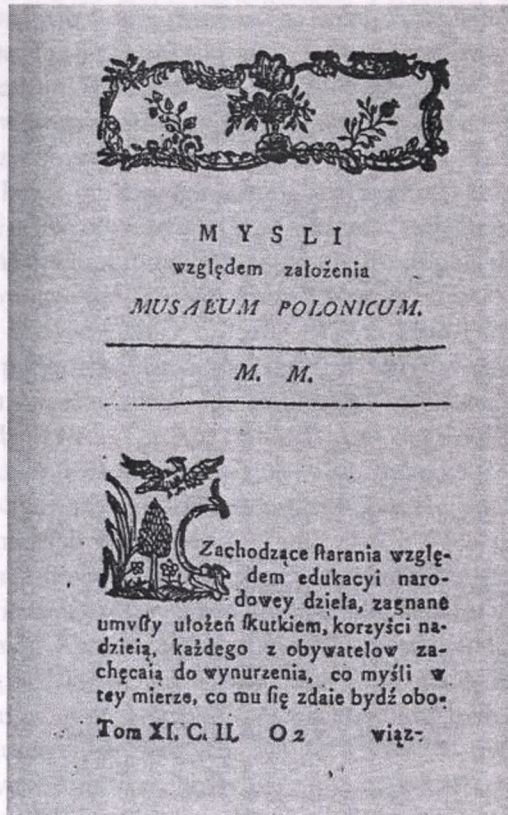 MYSLI
względem założenia
MUSAEUM POLONICUM.
M. M.
Zachodzące ſtarania wzglę-
dem edukacyi naro-
dowey dzieła, zagnane
umyſły ułożeń ſkutkiem, korzyści na-
dzieią, każdego z obywatelow za-
chęcaią do wynurzenia, co myśli w
tey mierze, co mu ſię zdaie bydź obo-
Tom XI. C. II. O 2 wiąz-